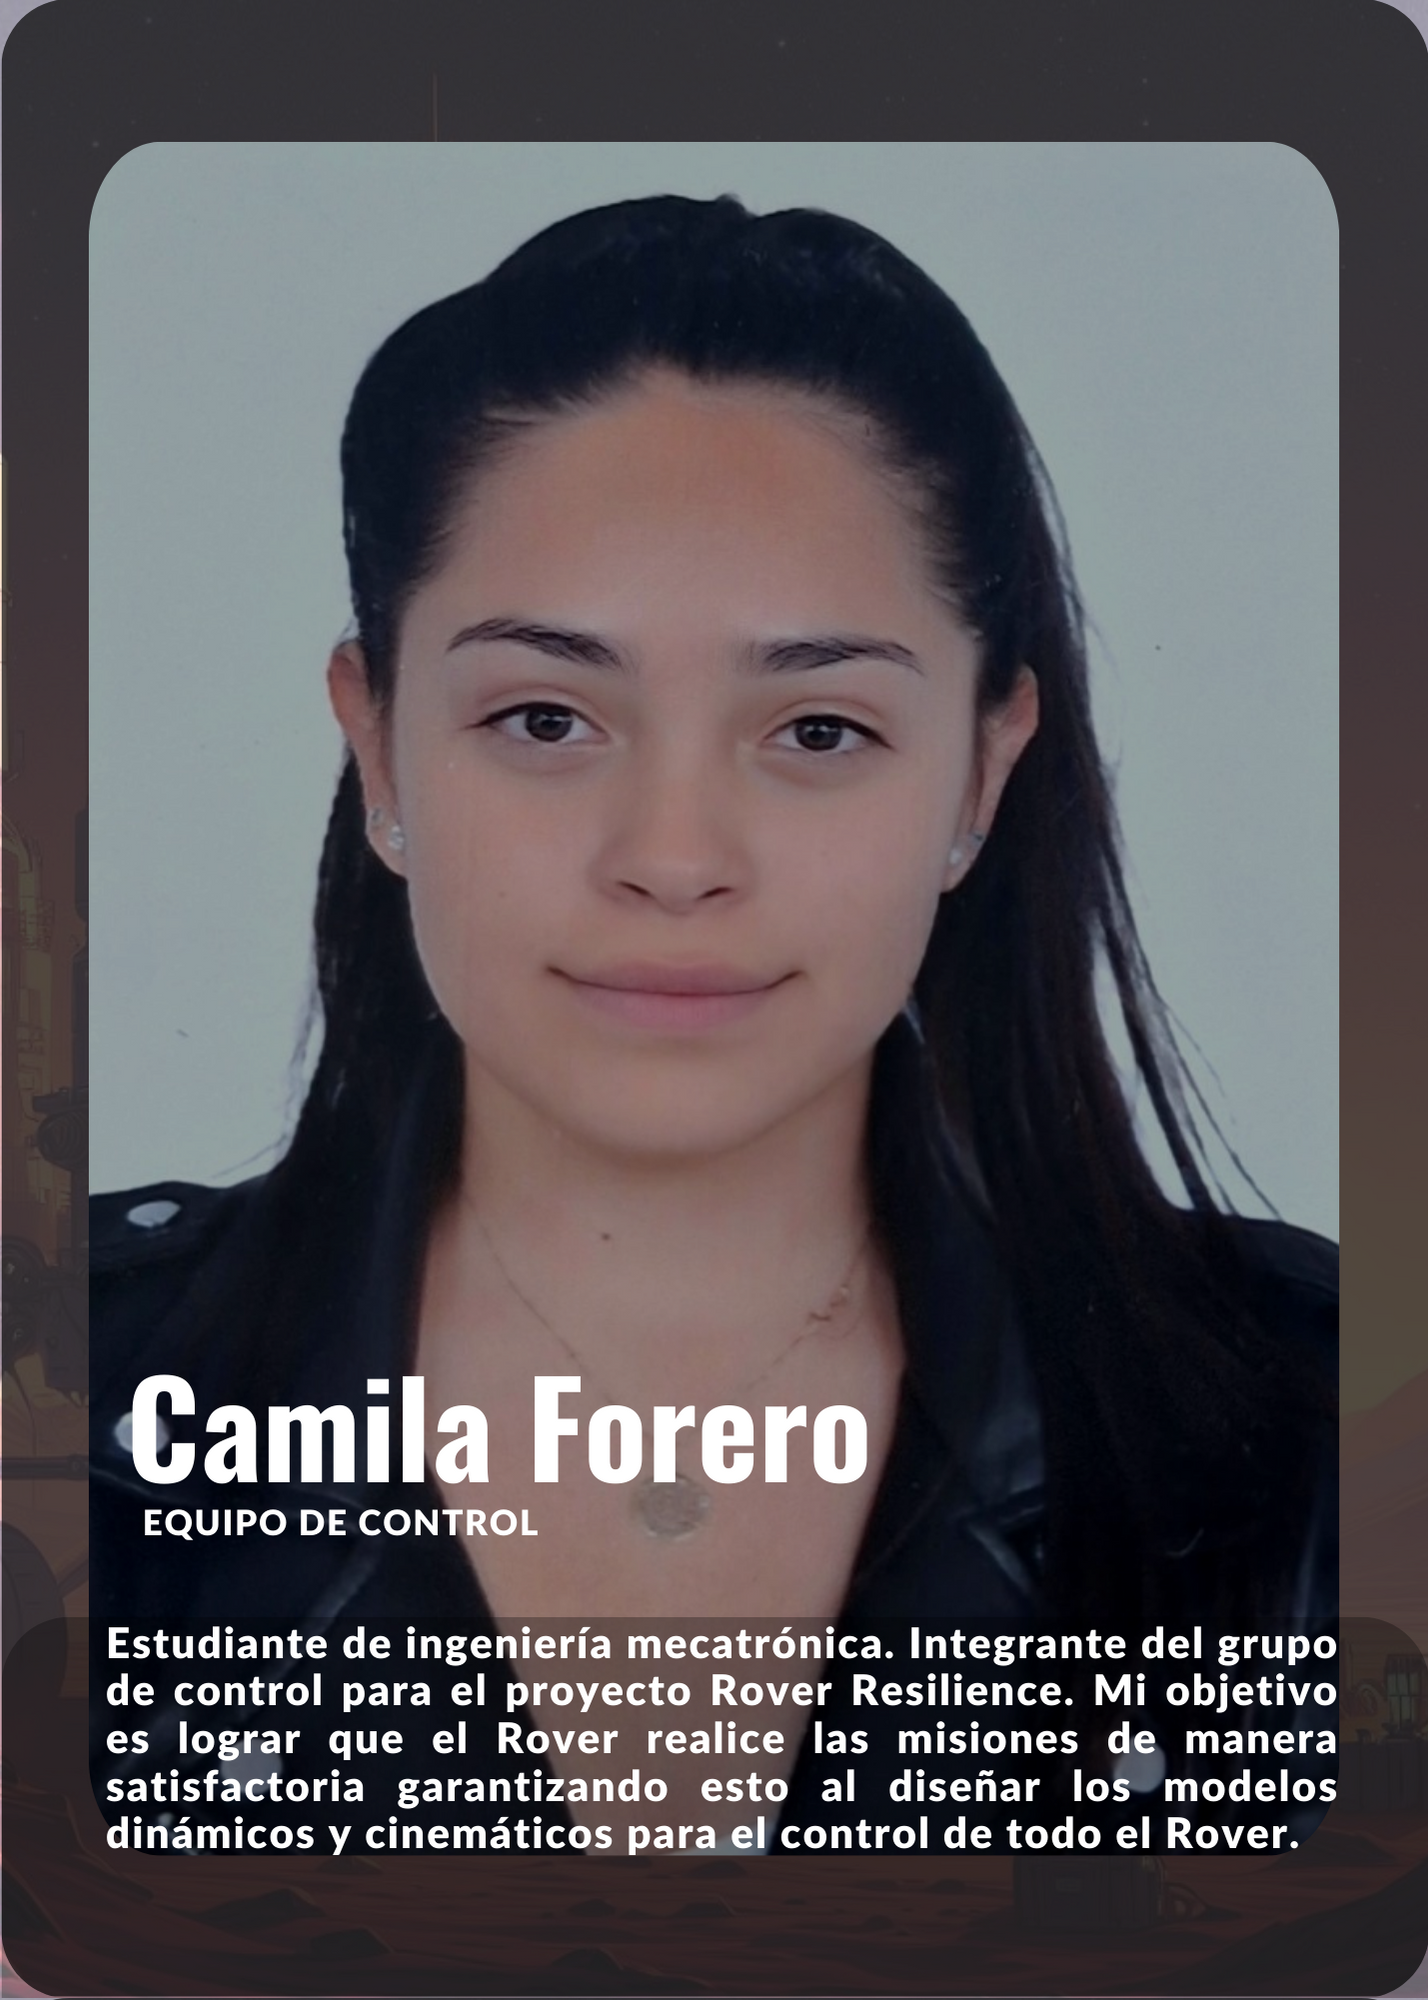 Camila Forero
EQUIPO DE CONTROL
Estudiante de ingeniería mecatrónica. Integrante del grupo
de control para el proyecto Rover Resilience. Mi objetivo
es lograr que el Rover realice las misiones de manera
satisfactoria garantizando esto al diseñar los modelos
dinámicos y cinemáticos para el control de todo el Rover.